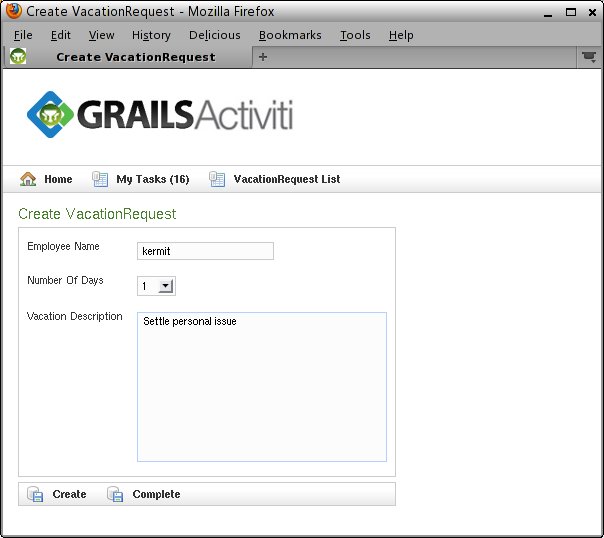 Create VacationRequest - Mozilla Firefox
File Edit View History Delicious Bookmarks Tools Help
Create VacationRequest +
GRAILSActiviti
Home My Tasks (16) VacationRequest List
Create VacationRequest
Employee Name kermit
Number Of Days 1
Vacation Description Settle personal issue
Create Complete